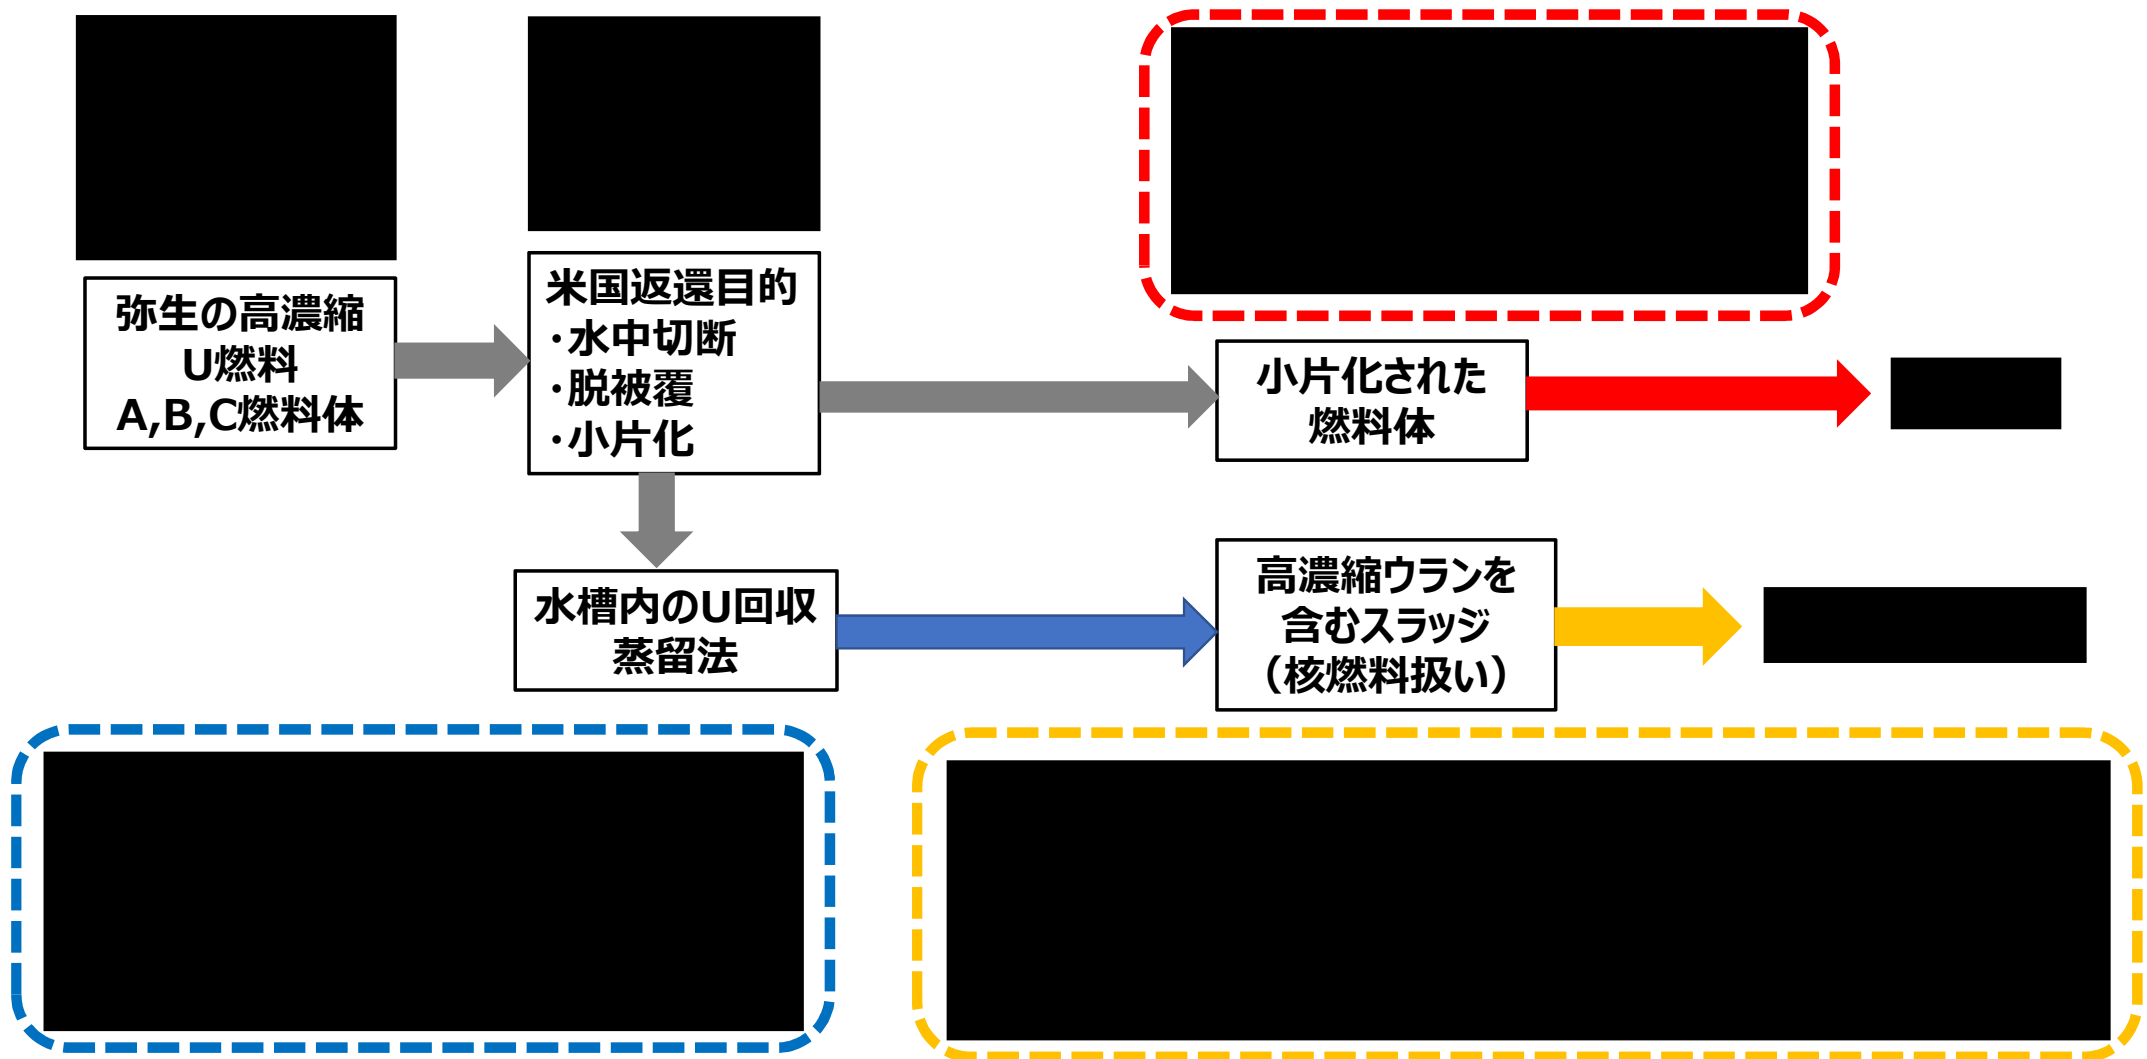 弥生の高濃縮
U燃料
A,B,C燃料体
米国返還目的
・水中切断
・脱被覆
・小片化
小片化された
燃料体
水槽内のU回収
蒸留法
高濃縮ウランを
含むスラッジ
（核燃料扱い）